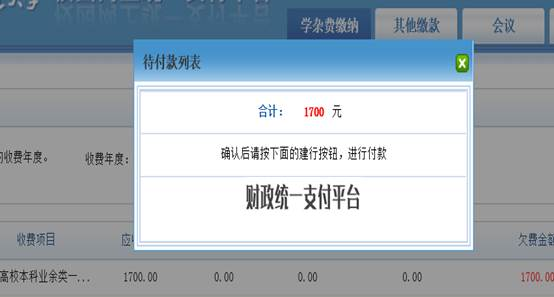 学杂费缴纳 其他缴款 会议
待付款列表
合计： 1700 元
的收费年度。 收费年度：
确认后请按下面的建行按钮，进行付款
财政统一支付平台
收费项目 欠费金额
高校本科业余类一... 1700.00 0.00 0.00 0.00 1700.00